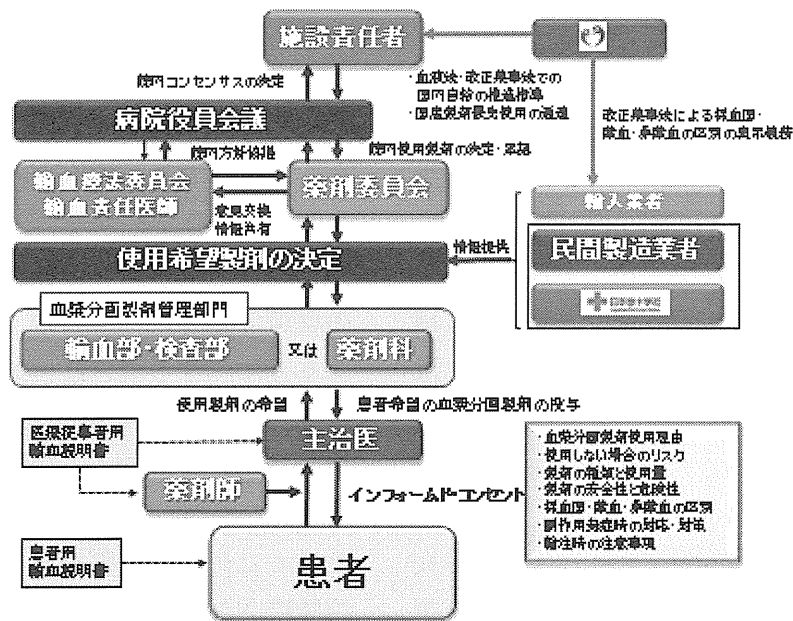 施設責任者
院内コンセンサスの決定
・血液法・改正薬事法での
国内自給の推進指導
・国産製剤優先使用の通達
改正薬事法による採血国・
献血・非献血の区別の表示義務
病院役員会議
院内方針検操
院内使用製剤の決定・承認
輸血療法委員会
輸血責任医師
薬剤委員会
意見交換
情報共有
輸入業者
使用希望製剤の決定
情報提供
民間製造業者
日本赤十字社
血漿分画製剤管理部門
輸血部・検査部
又は
薬剤科
使用製剤の希望
患者希望の血漿分画製剤の投与
医療従事者用
輸血説明書
主治医
薬剤師
インフォームド・コンセント
・血漿分画製剤使用理由
・使用しない場合のリスク
・製剤の種類と使用量
・製剤の安全性と危険性
・採血国・献血・非献血の区別
・副作用発症時の対応・対策
・輸注時の注意事項
患者用
輸血説明書
患者